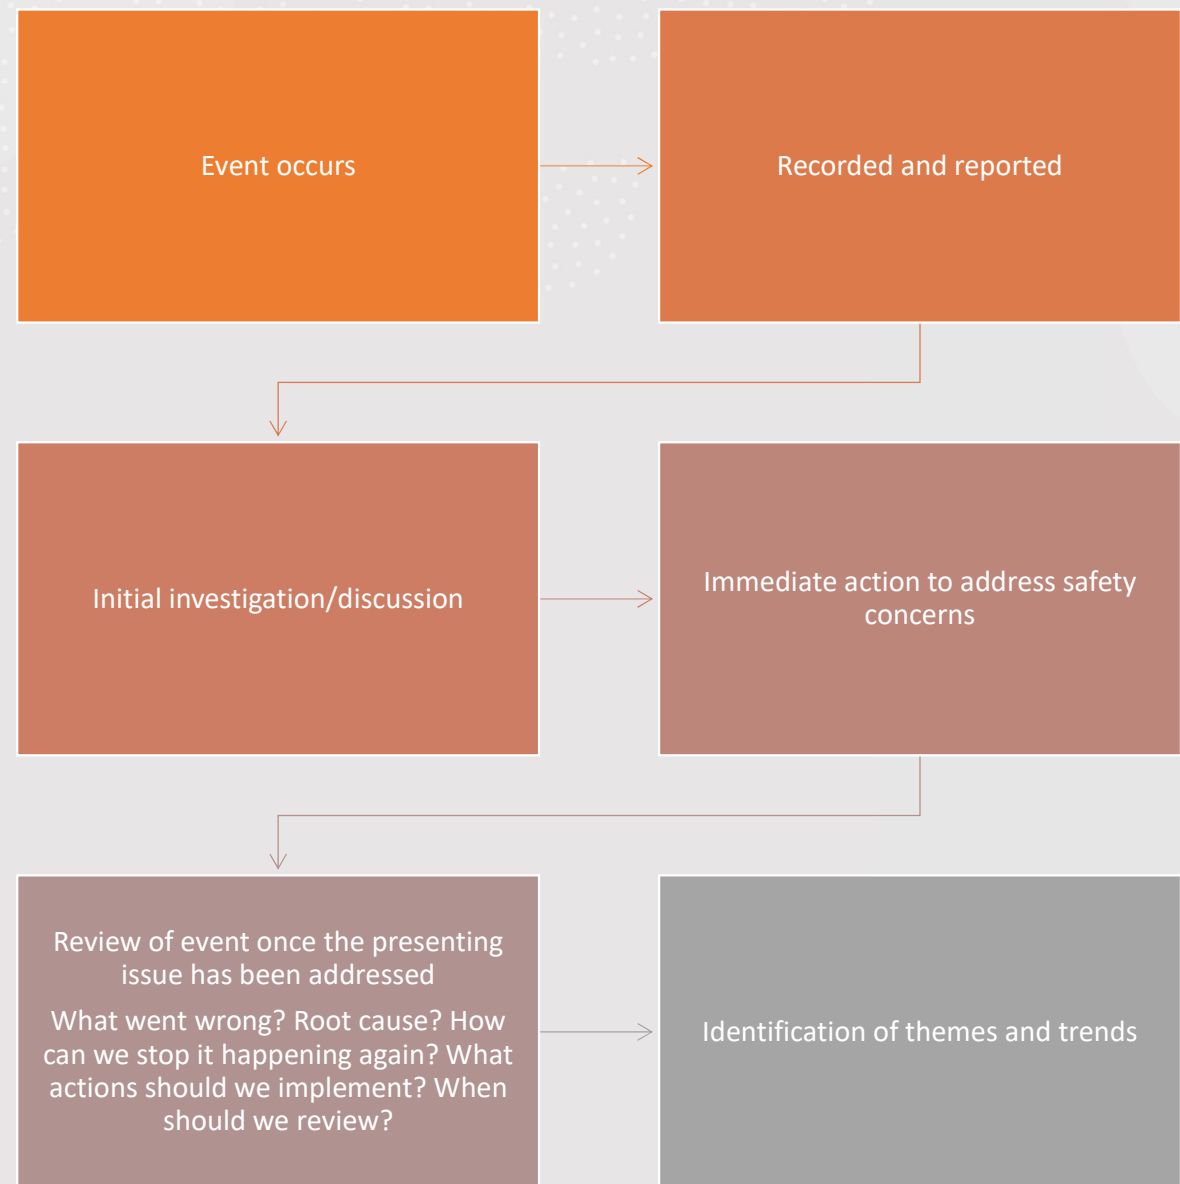 Event occurs
Recorded and reported
Initial investigation/discussion
Immediate action to address safety
concerns
Review of event once the presenting
issue has been addressed
What went wrong? Root cause? How
can we stop it happening again? What
actions should we implement? When
should we review?
Identification of themes and trends